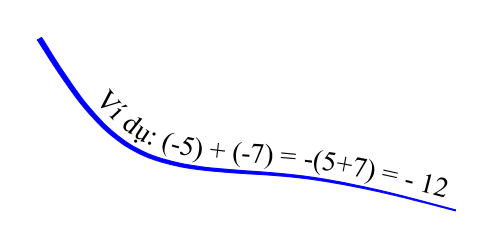 Ví dụ: (-5) + (-7) = -(5+7) = - 12